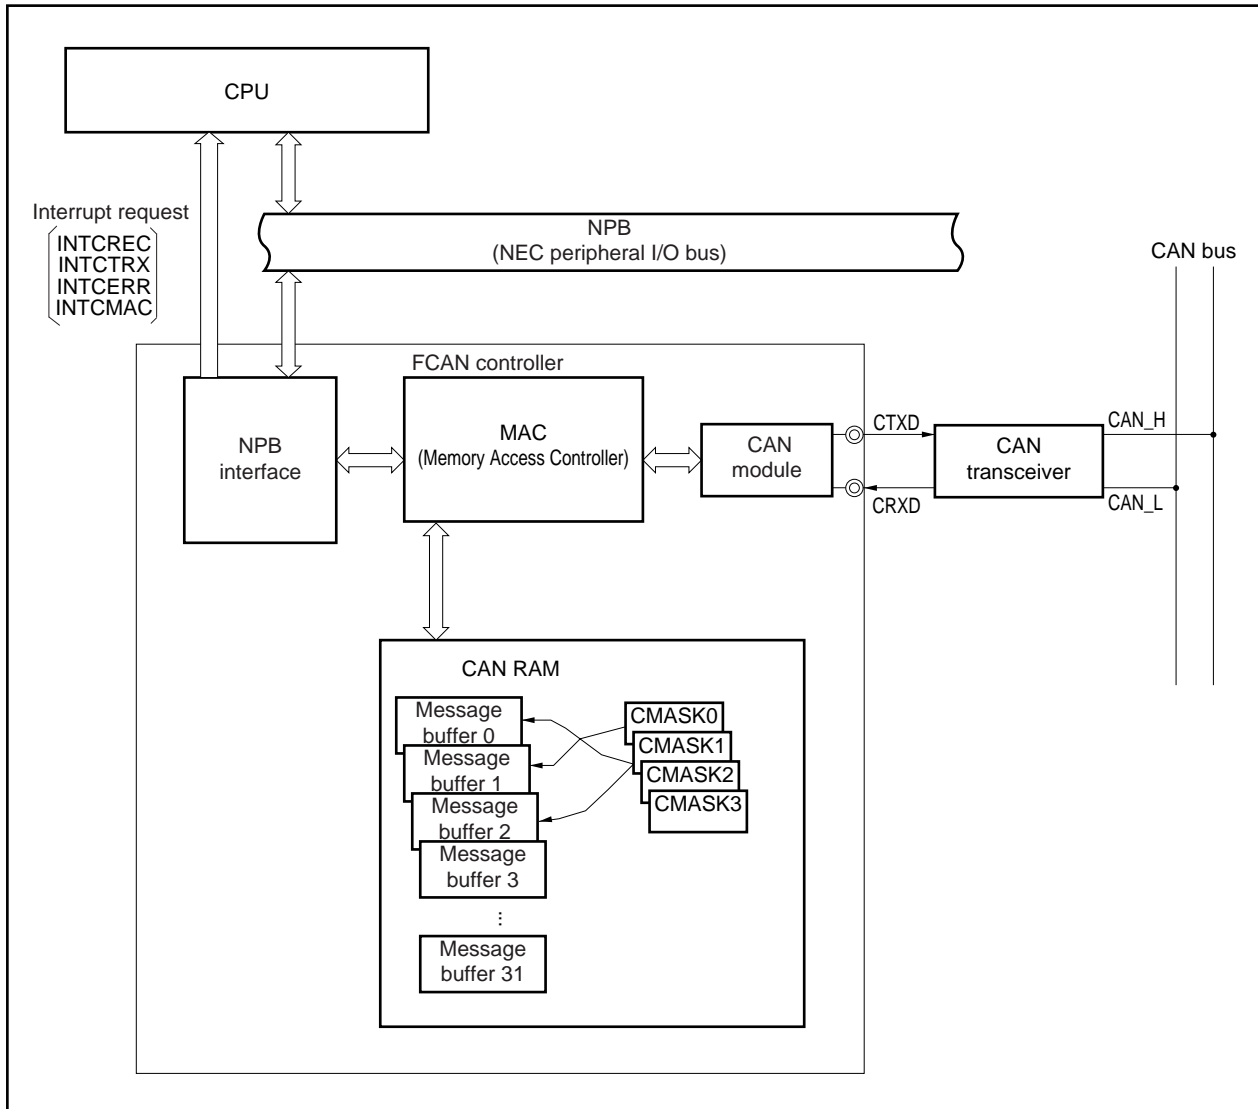 CPU
Interrupt request
INTCREC
INTCTRX
INTCERR
INTCMAC
NPB
(NEC peripheral I/O bus)
CAN bus
FCAN controller
NPB
interface
MAC
(Memory Access Controller)
CAN
module
CTXD
CRXD
CAN
transceiver
CAN_H
CAN_L
CAN RAM
Message
buffer 0
Message
buffer 1
Message
buffer 2
Message
buffer 3
...
Message
buffer 31
CMASK0
CMASK1
CMASK2
CMASK3